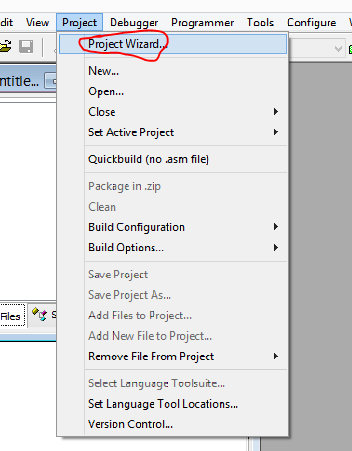 dit View Project Debugger Programmer Tools Configure
Project Wizard...
ntitle...
New...
Open...
Close
Set Active Project
Quickbuild (no .asm file)
Package in .zip
Clean
Build Configuration
Build Options...
Save Project
Save Project As...
Add Files to Project...
Files
Add New File to Project...
Remove File From Project
Select Language Toolsuite...
Set Language Tool Locations...
Version Control...